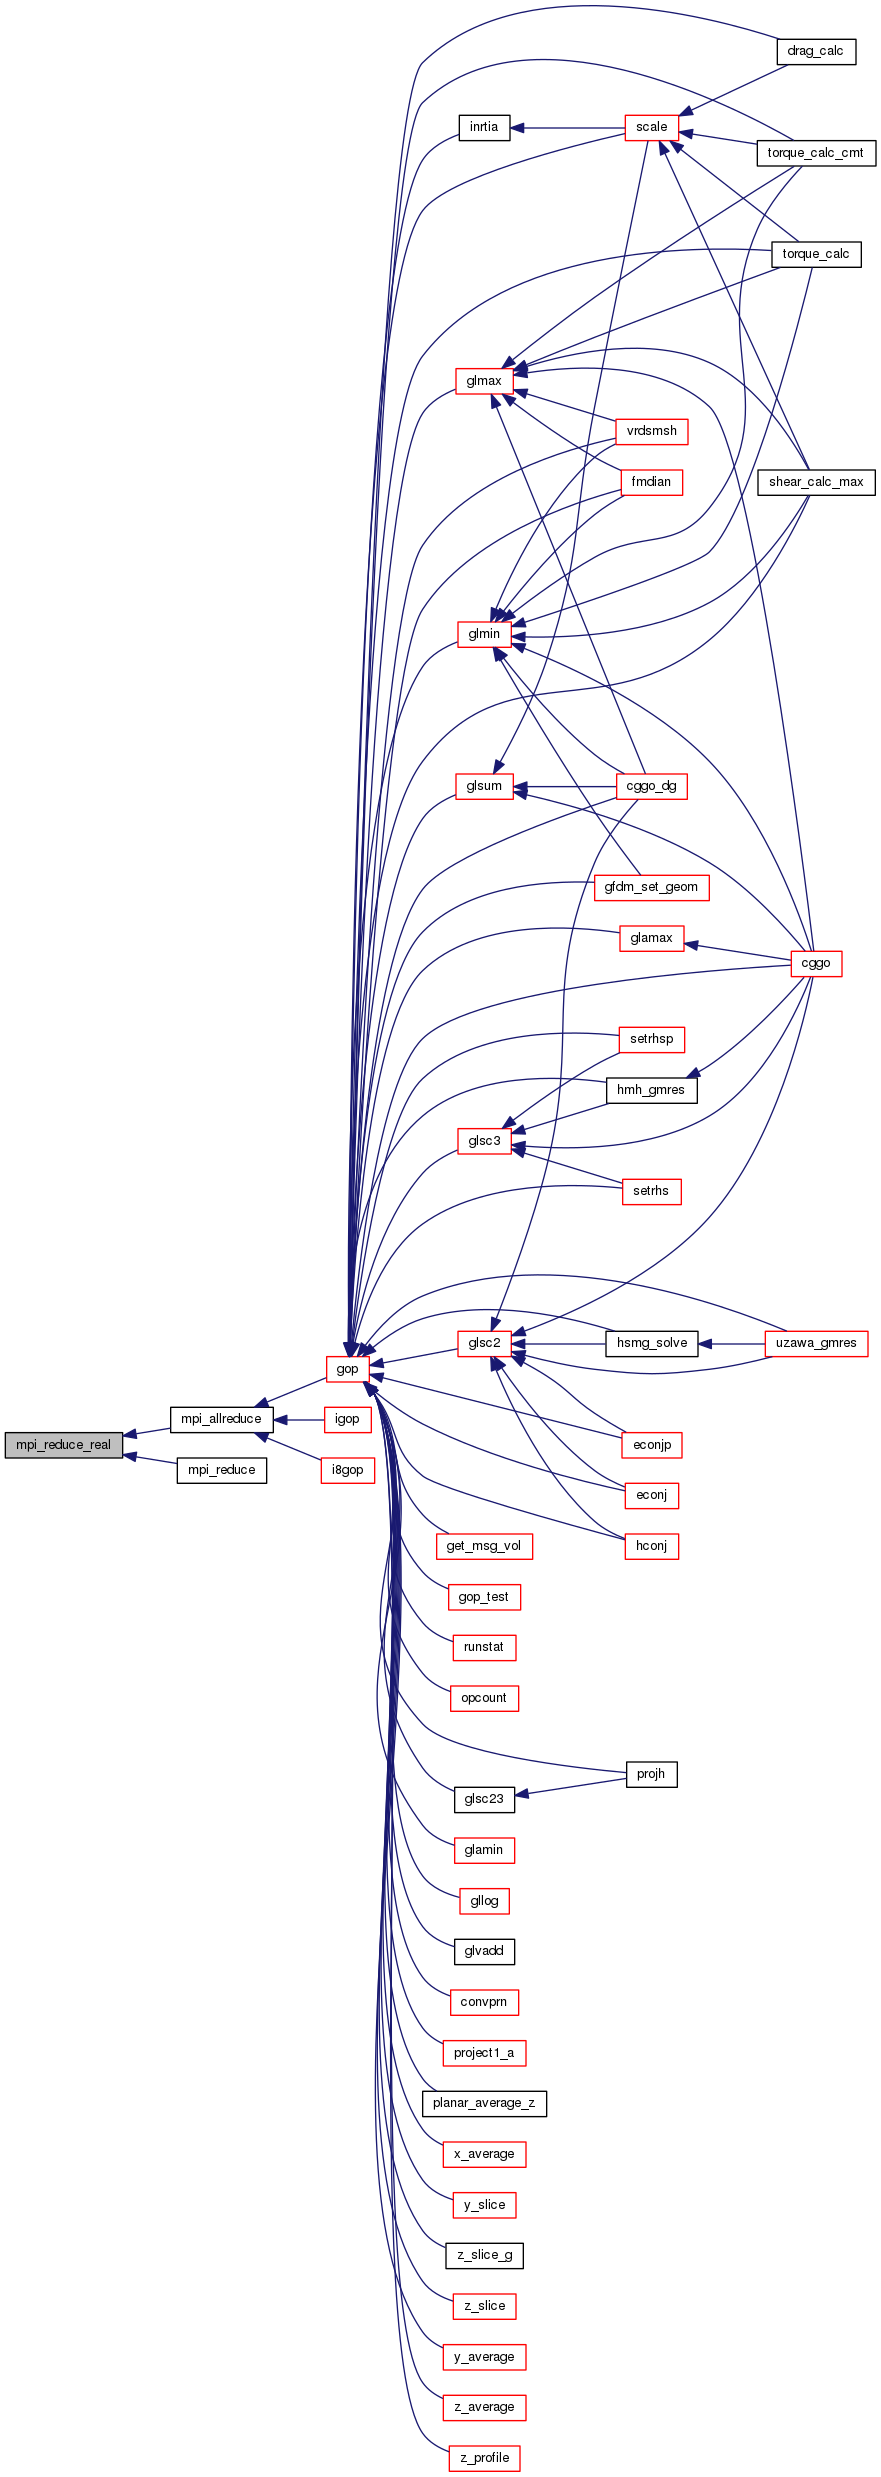 drag_calc
inrtia
scale
torque_calc_cmt
torque_calc
glmax
vrdsmsh
fmdian
shear_calc_max
glmin
glsum
cggo_dg
gfdm_set_geom
glamax
cggo
setrhsp
hmh_gmres
glsc3
setrhs
glsc2
hsmg_solve
uzawa_gmres
gop
mpi_allreduce
igop
mpi_reduce_real
econjp
mpi_reduce
i8gop
econj
get_msg_vol
hconj
gop_test
runstat
opcount
projh
glsc23
glamin
gllog
glvadd
convprn
project1_a
planar_average_z
x_average
y_slice
z_slice_g
z_slice
y_average
z_average
z_profile